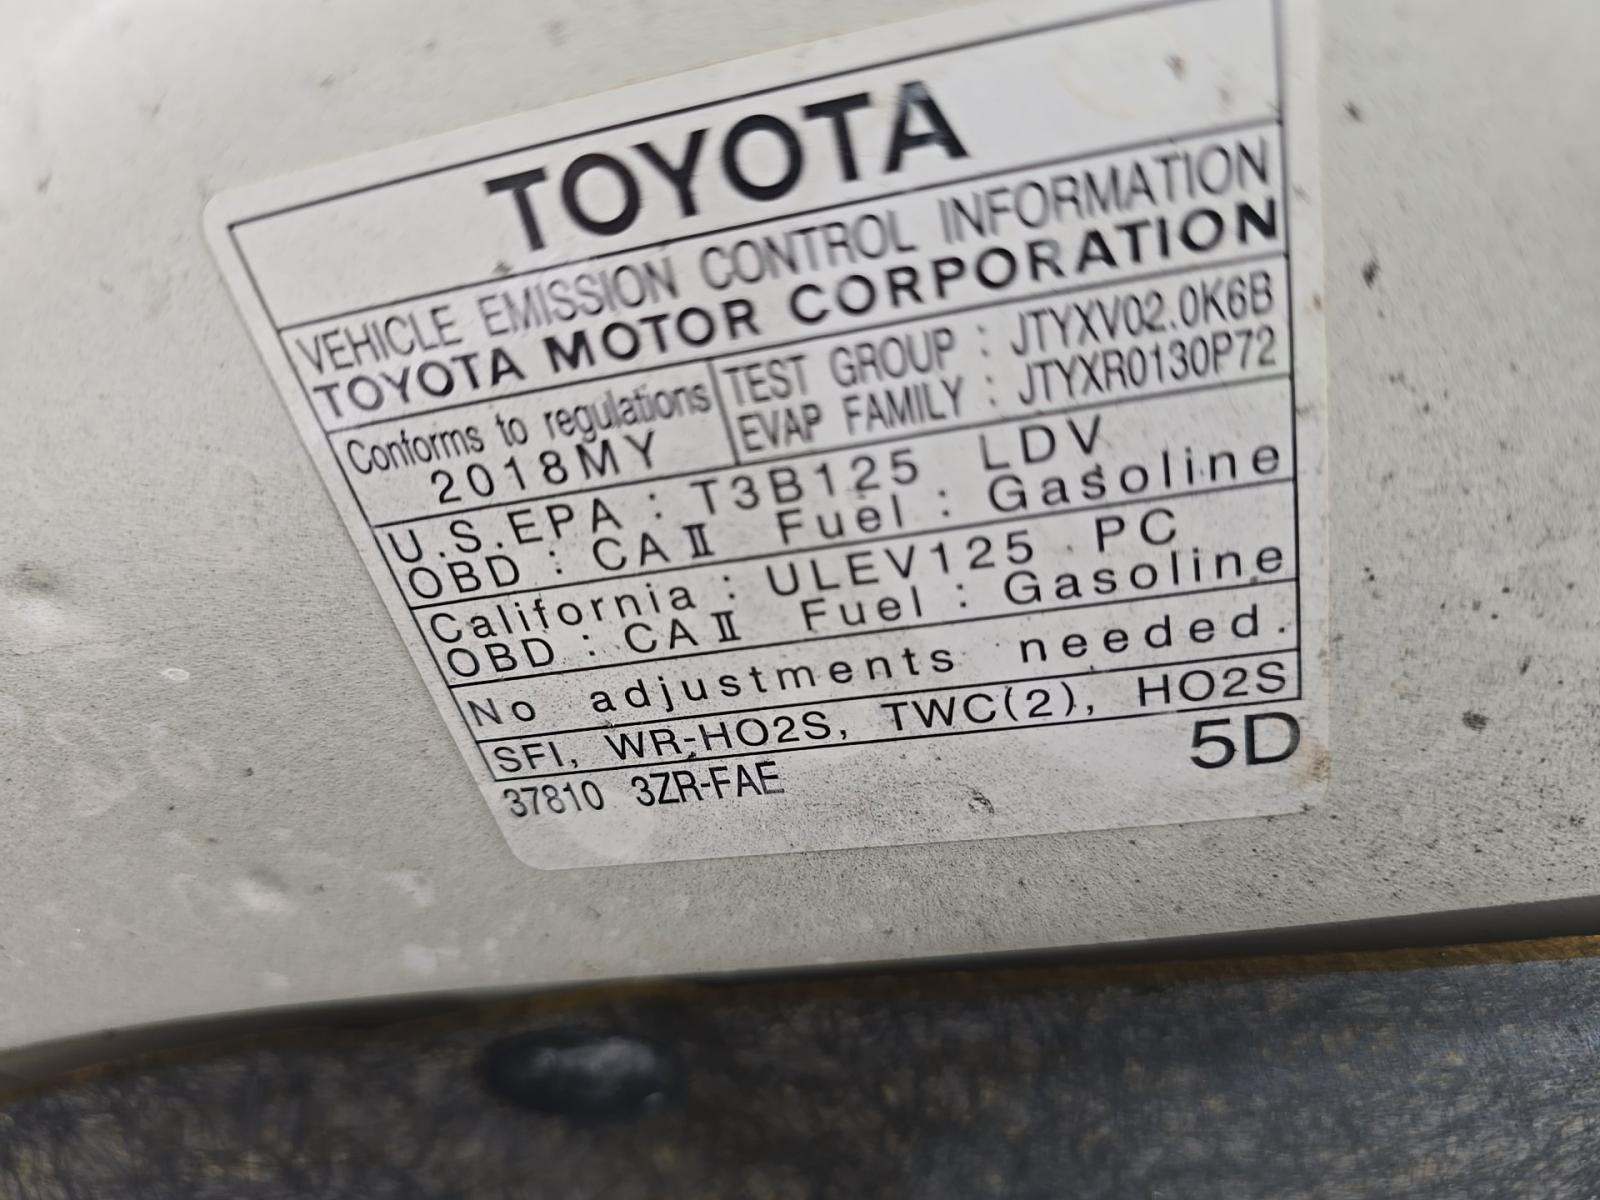 TOYOTA
VEHICLE EMISSION CONTROL INFORMATION
TOYOTA MOTOR CORPORATION
Conforms to regulations
2018MY
TEST GROUP : JTYXV02.0K6B
EVAP FAMILY : JTYXR0130P72
U.S.EPA : T3B125 LDV
OBD : CAⅡ Fuel : Gasoline
California : ULEV125 PC
OBD : CAⅡ Fuel : Gasoline
No adjustments needed.
SFI, WR-HO2S, TWC(2), HO2S
37810 3ZR-FAE
5D